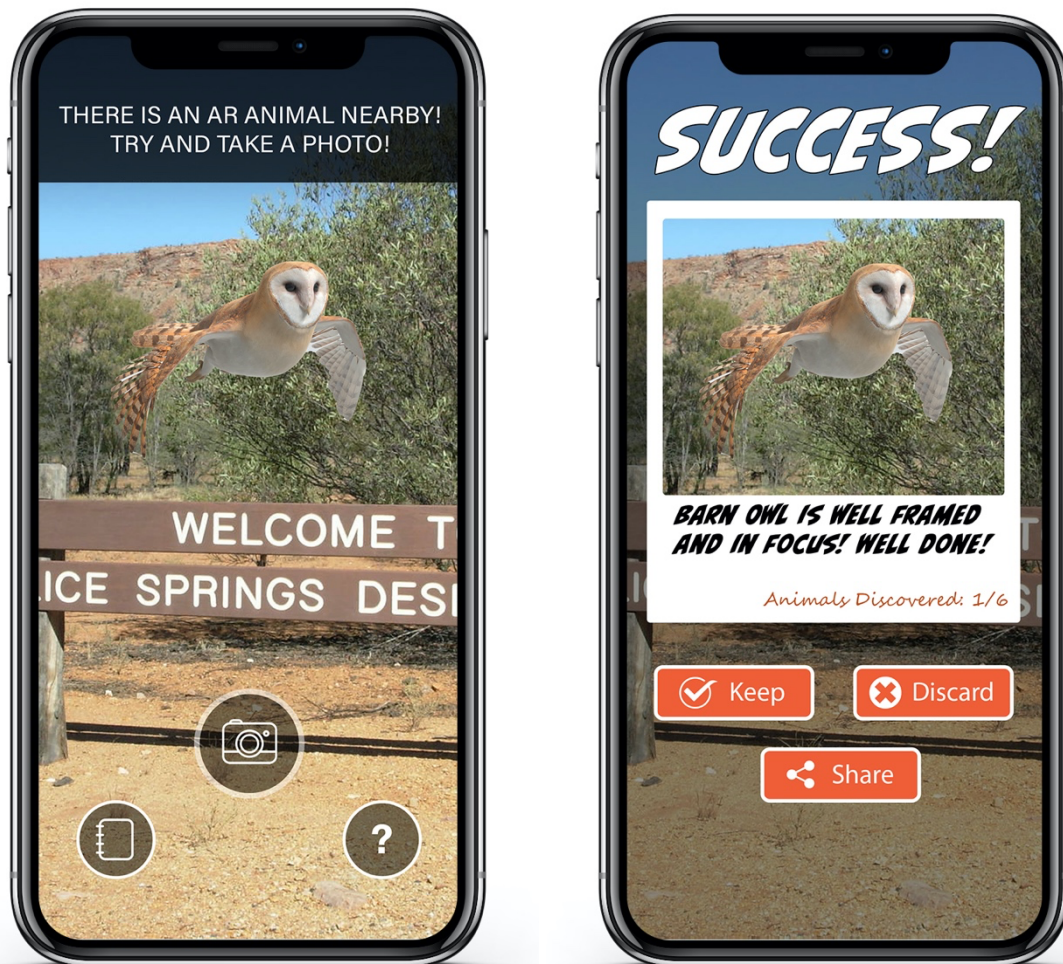 THERE IS AN AR ANIMAL NEARBY!
TRY AND TAKE A PHOTO!
WELCOME T
ICE SPRINGS DESI
?
SUCCESS!
BARN OWL IS WELL FRAMED
AND IN FOCUS! WELL DONE!
Animals Discovered: 1/6
Keep
Discard
Share